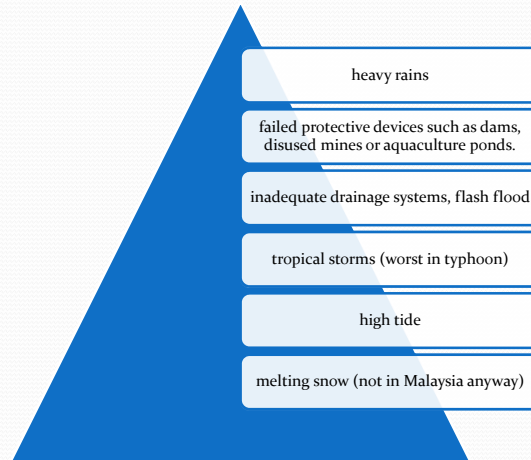 heavy rains
failed protective devices such as dams,
disused mines or aquaculture ponds.
inadequate drainage systems, flash flood
tropical storms (worst in typhoon)
high tide
melting snow (not in Malaysia anyway)